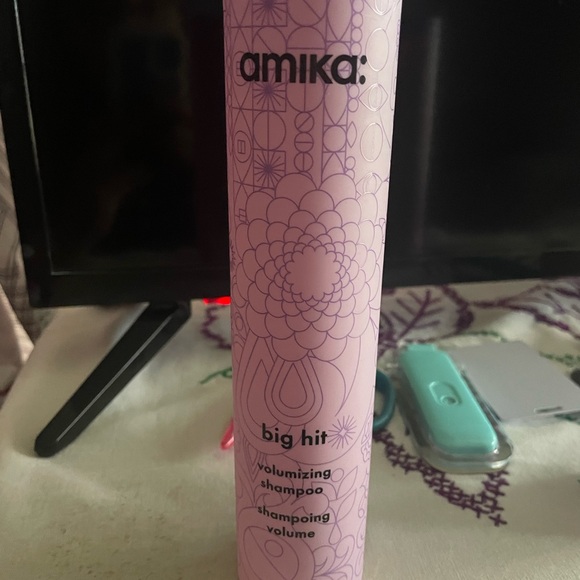 amika:
big hit
volumizing
shampoo
shampoing
volume